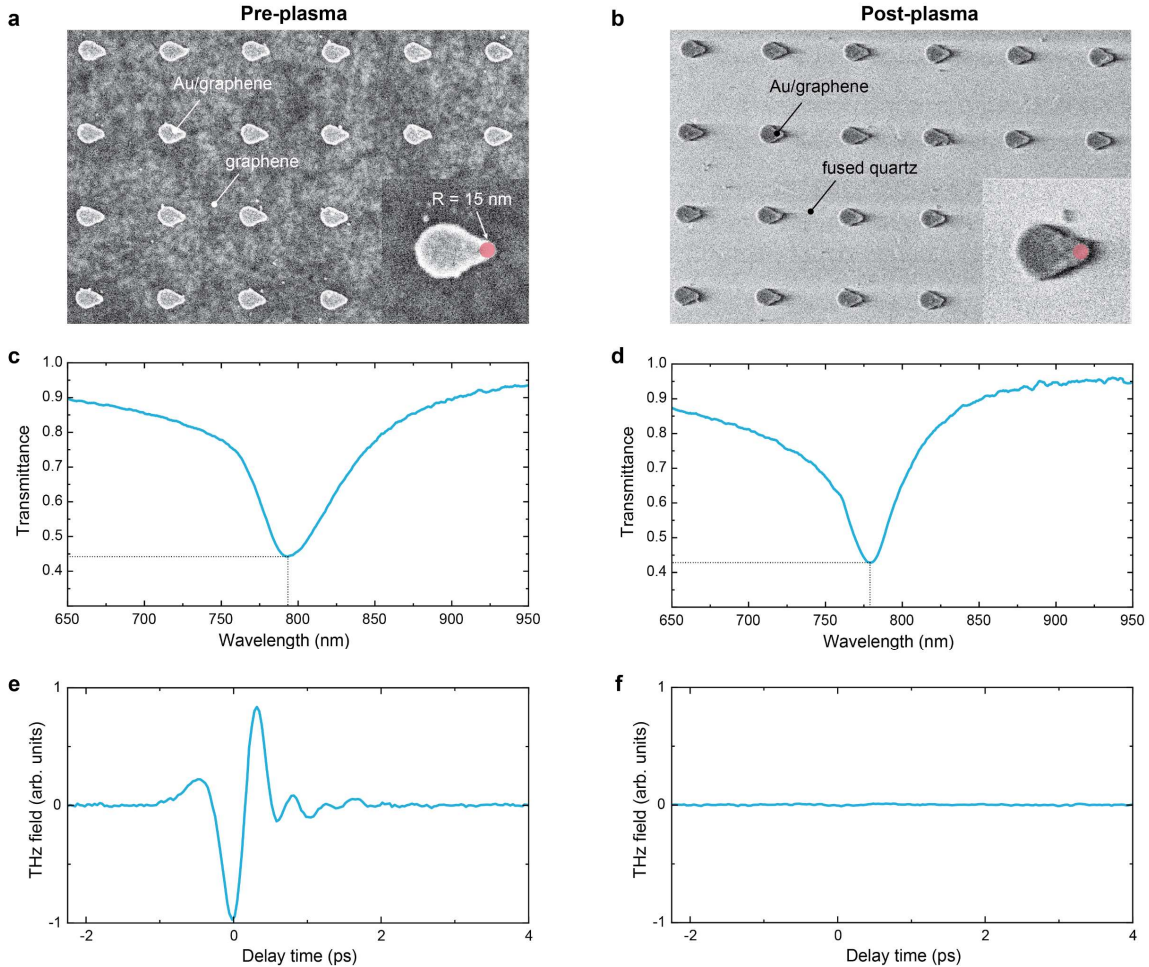 a
Pre-plasma
Au/graphene
graphene
R = 15 nm
b
Post-plasma
Au/graphene
fused quartz
c
1.0
0.9
0.8
0.7
0.6
0.5
0.4
Transmittance
650 700 750 800 850 900 950
Wavelength (nm)
d
1.0
0.9
0.8
0.7
0.6
0.5
0.4
Transmittance
650 700 750 800 850 900 950
Wavelength (nm)
e
1
0
-1
THz field (arb. units)
-2 0 2 4
Delay time (ps)
f
1
0
-1
THz field (arb. units)
-2 0 2 4
Delay time (ps)